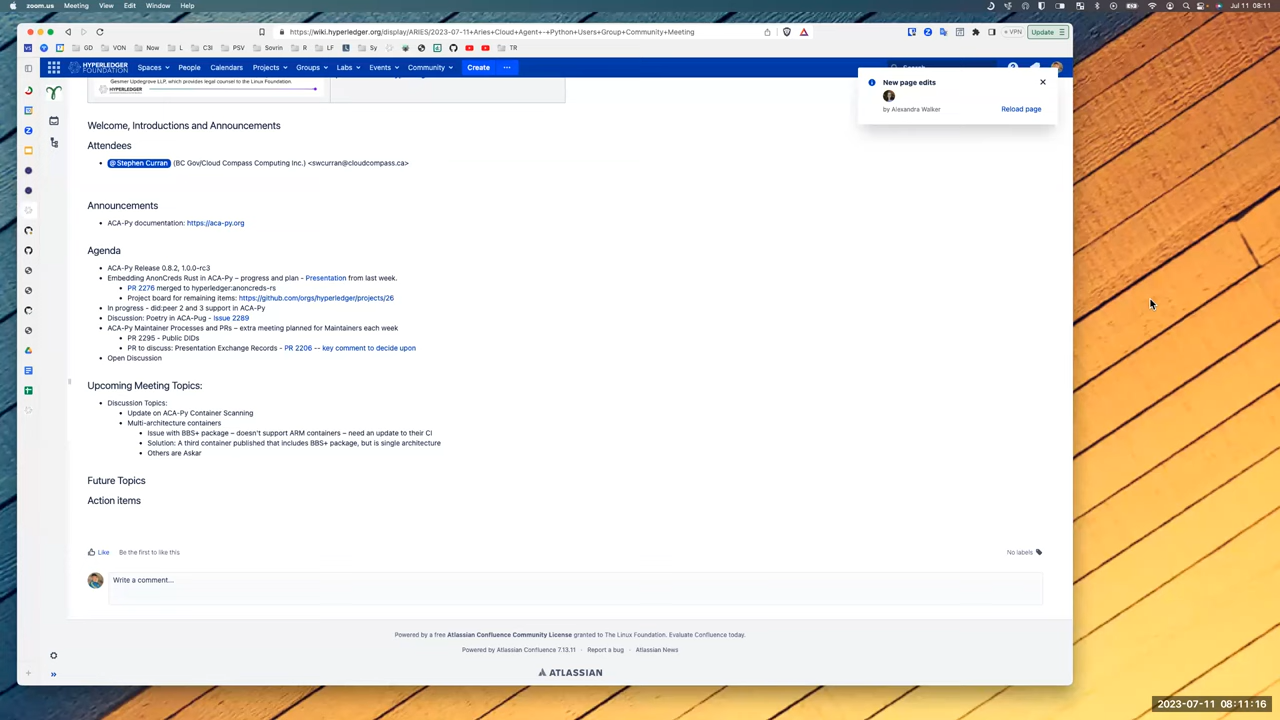 zoom.us Meeting View Edit Window Help Jul 11 08:11
https://wiki.hyperledger.org/display/ARIES/2023-07-11+Aries+Cloud+Agent+-+Python+Users+Group+Community+Meeting VPN Update
GD VON Now L C3I PSV Sovrin R LF Sy TR
HYPERLEDGER FOUNDATION Spaces People Calendars Projects Groups Labs Events Community Create ... Search
Gesmer Updegrove LLP, which provides legal counsel to the Linux Foundation.
HYPERLEDGER
New page edits
by Alexandra Walker Reload page
Welcome, Introductions and Announcements
Attendees
• @Stephen Curran (BC Gov/Cloud Compass Computing Inc.) <swcurran@cloudcompass.ca>
Announcements
• ACA-Py documentation: https://aca-py.org
Agenda
• ACA-Py Release 0.8.2, 1.0.0-rc3
• Embedding AnonCreds Rust in ACA-Py – progress and plan - Presentation from last week.
• PR 2276 merged to hyperledger:anoncreds-rs
• Project board for remaining items: https://github.com/orgs/hyperledger/projects/26
• In progress - did:peer 2 and 3 support in ACA-Py
• Discussion: Poetry in ACA-Pug - Issue 2289
• ACA-Py Maintainer Processes and PRs – extra meeting planned for Maintainers each week
• PR 2295 - Public DIDs
• PR to discuss: Presentation Exchange Records - PR 2206 -- key comment to decide upon
• Open Discussion
Upcoming Meeting Topics:
• Discussion Topics:
• Update on ACA-Py Container Scanning
• Multi-architecture containers
• Issue with BBS+ package – doesn't support ARM containers – need an update to their CI
• Solution: A third container published that includes BBS+ package, but is single architecture
• Others are Askar
Future Topics
Action items
Like Be the first to like this No labels
Write a comment...
Powered by a free Atlassian Confluence Community License granted to The Linux Foundation. Evaluate Confluence today.
Powered by Atlassian Confluence 7.13.11 · Report a bug · Atlassian News
ATLASSIAN
2023-07-11 08:11:16